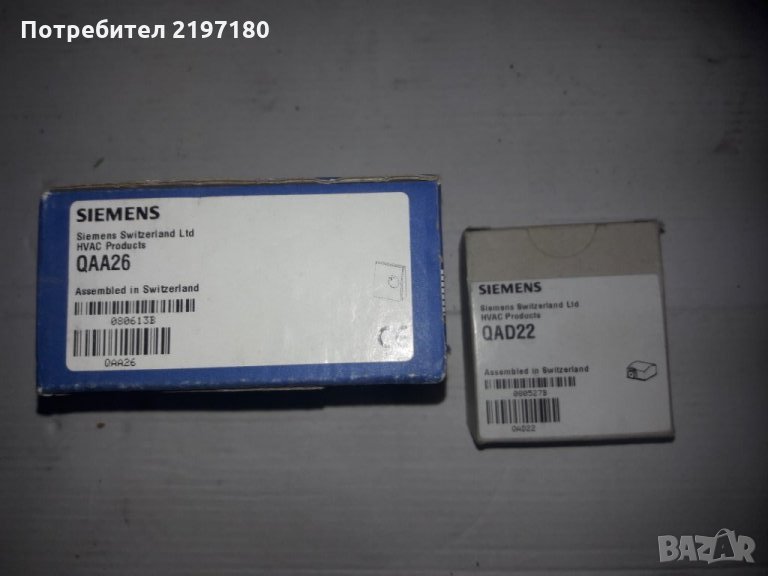 Потребител 2197180
SIEMENS
Siemens Switzerland Ltd
HVAC Products
QAA26
Assembled in Switzerland
080613B
QAA26
CE
SIEMENS
Siemens Switzerland Ltd
HVAC Products
QAD22
Assembled in Switzerland
080527B
QAD22
BAZAR